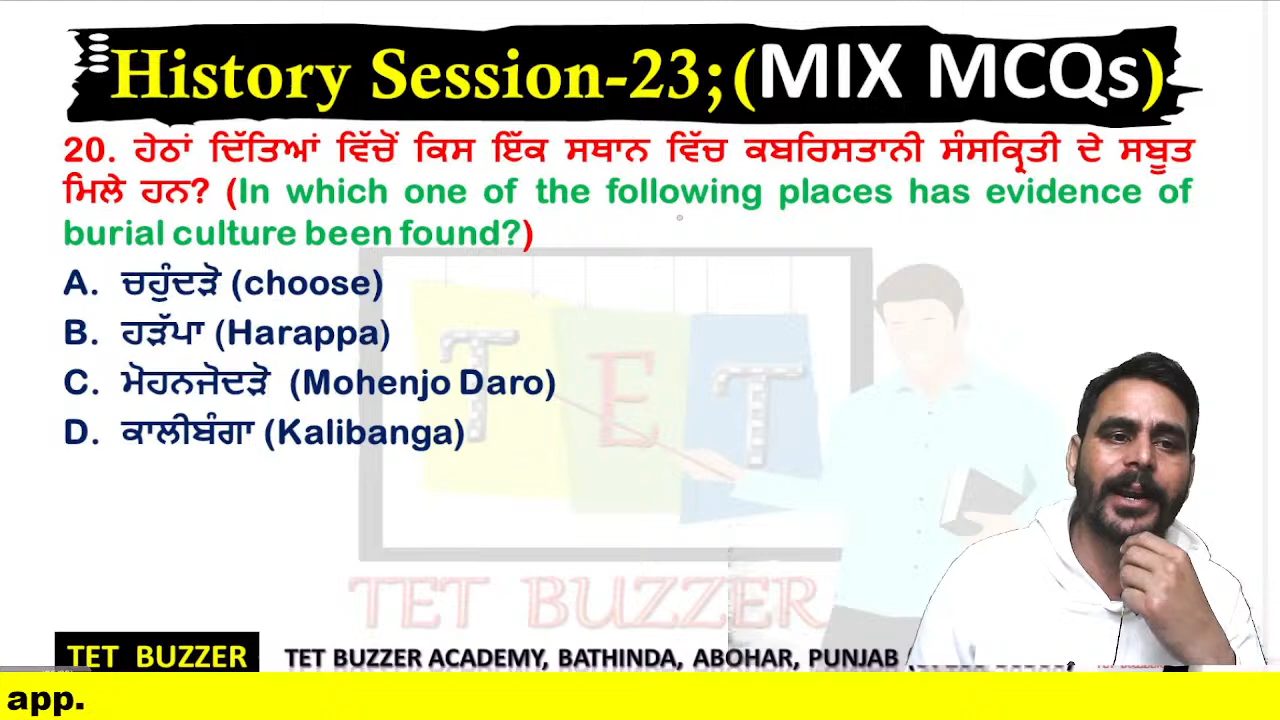 History Session-23;(MIX MCQs)
20. ਹੇਠਾਂ ਦਿੱਤਿਆਂ ਵਿੱਚੋਂ ਕਿਸ ਇੱਕ ਸਥਾਨ ਵਿੱਚ ਕਬਰਿਸਤਾਨੀ ਸੰਸਕ੍ਰਿਤੀ ਦੇ ਸਬੂਤ
ਮਿਲੇ ਹਨ? (In which one of the following places has evidence of
burial culture been found?)
A. ਚਹੁੰਦੜੋ (choose)
B. ਹੜੱਪਾ (Harappa)
C. ਮੋਹਨਜੋਦੜੋ (Mohenjo Daro)
D. ਕਾਲੀਬੰਗਾ (Kalibanga)
TET
TET BUZZER
TET BUZZER
TET BUZZER ACADEMY, BATHINDA, ABOHAR, PUNJAB
app.